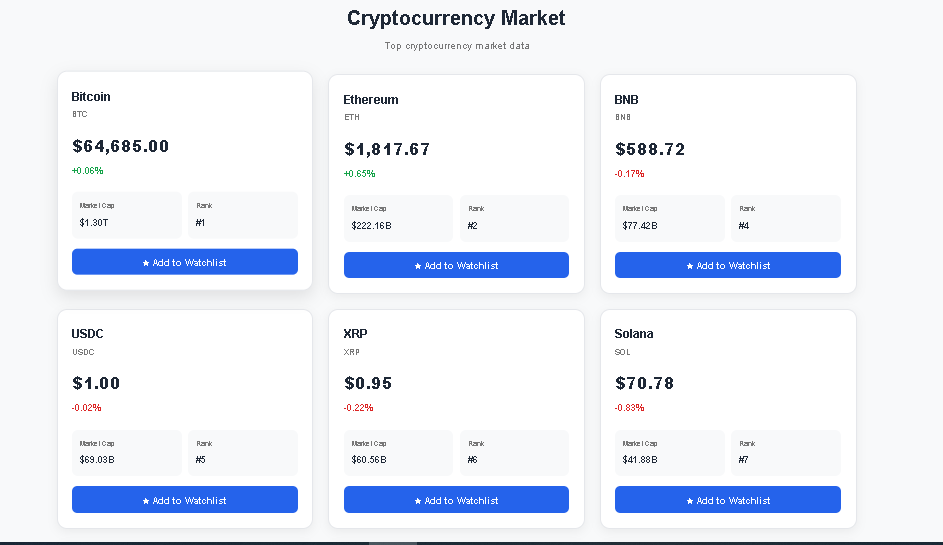 Cryptocurrency Market
Top cryptocurrency market data
Bitcoin
BTC
$64,685.00
+0.06%
Market Cap
$1.30T
Rank
#1
★ Add to Watchlist
Ethereum
ETH
$1,817.67
+0.65%
Market Cap
$222.16B
Rank
#2
★ Add to Watchlist
BNB
BNB
$588.72
-0.17%
Market Cap
$77.42B
Rank
#4
★ Add to Watchlist
USDC
USDC
$1.00
-0.02%
Market Cap
$69.03B
Rank
#5
★ Add to Watchlist
XRP
XRP
$0.95
-0.22%
Market Cap
$60.56B
Rank
#6
★ Add to Watchlist
Solana
SOL
$70.78
-0.83%
Market Cap
$41.88B
Rank
#7
★ Add to Watchlist